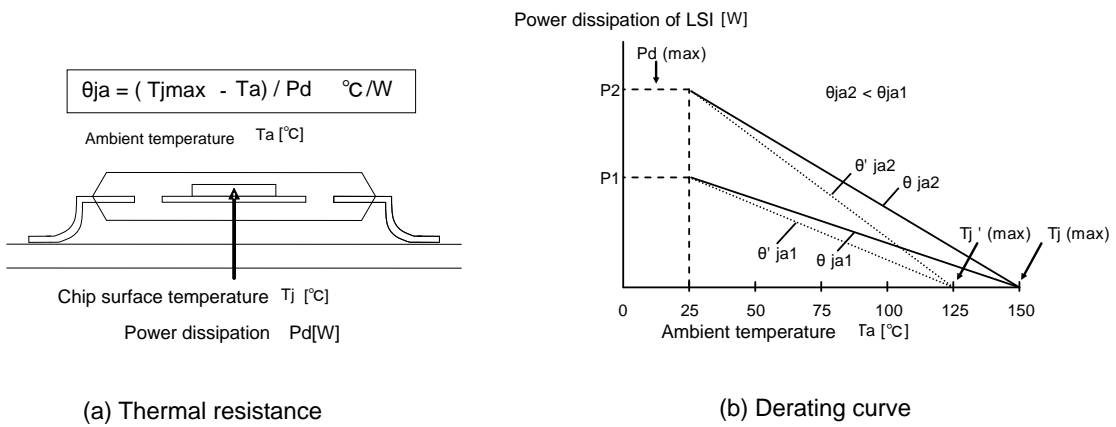 θja = ( Tjmax - Ta) / Pd ℃/W
Ambient temperature Ta [℃]
Chip surface temperature Tj [℃]
Power dissipation Pd[W]
(a) Thermal resistance
Power dissipation of LSI [W]
Pd (max)
P2
θja2 < θja1
θ' ja2
θ ja2
P1
Tj ' (max)
Tj (max)
θ' ja1
θ ja1
0 25 50 75 100 125 150
Ambient temperature Ta [℃]
(b) Derating curve